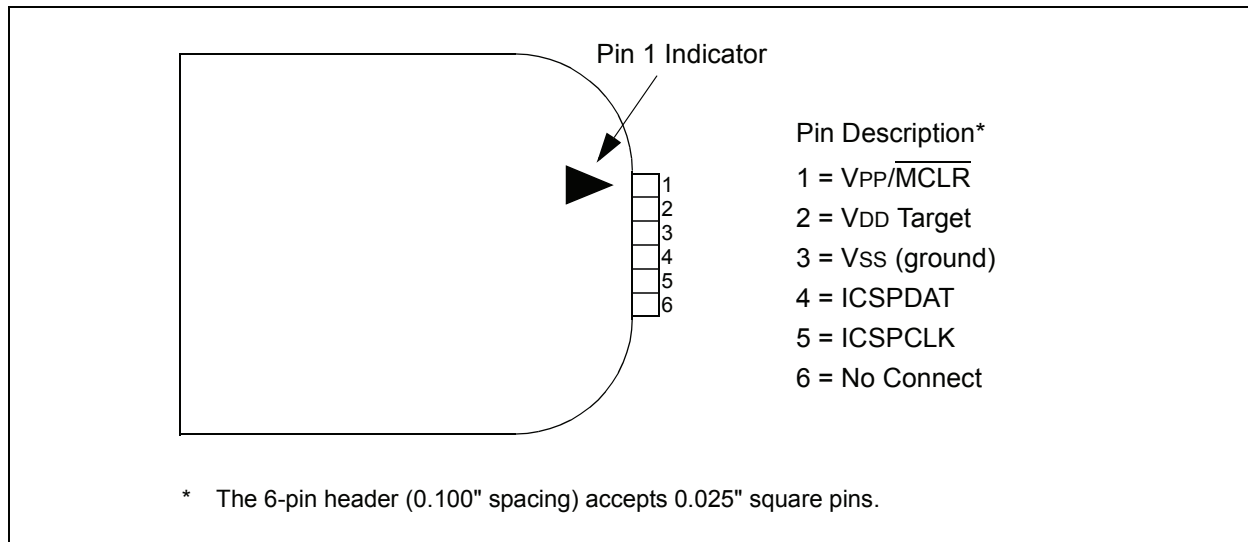 Pin 1 Indicator
1
2
3
4
5
6
Pin Description*
1 = VPP/MCLR
2 = VDD Target
3 = VSS (ground)
4 = ICSPDAT
5 = ICSPCLK
6 = No Connect
* The 6-pin header (0.100" spacing) accepts 0.025" square pins.